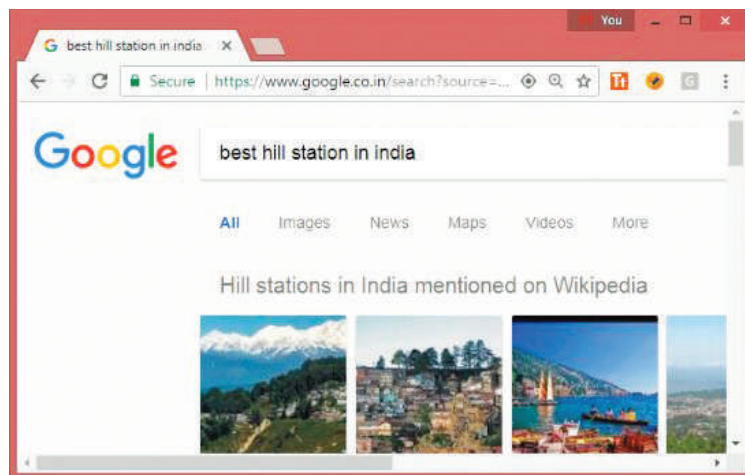 You
best hill station in india
Secure https://www.google.co.in/search?source=...
Google best hill station in india
All Images News Maps Videos More
Hill stations in India mentioned on Wikipedia